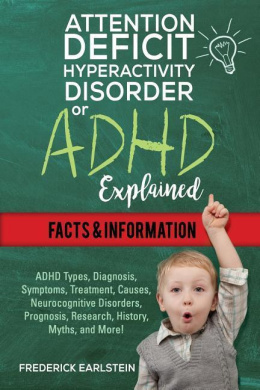 ATTENTION
DEFICIT
HYPERACTIVITY
DISORDER
or
ADHD
Explained
FACTS & INFORMATION
ADHD Types, Diagnosis,
Symptoms, Treatment, Causes,
Neurocognitive Disorders,
Prognosis, Research, History,
Myths, and More!
FREDERICK EARLSTEIN